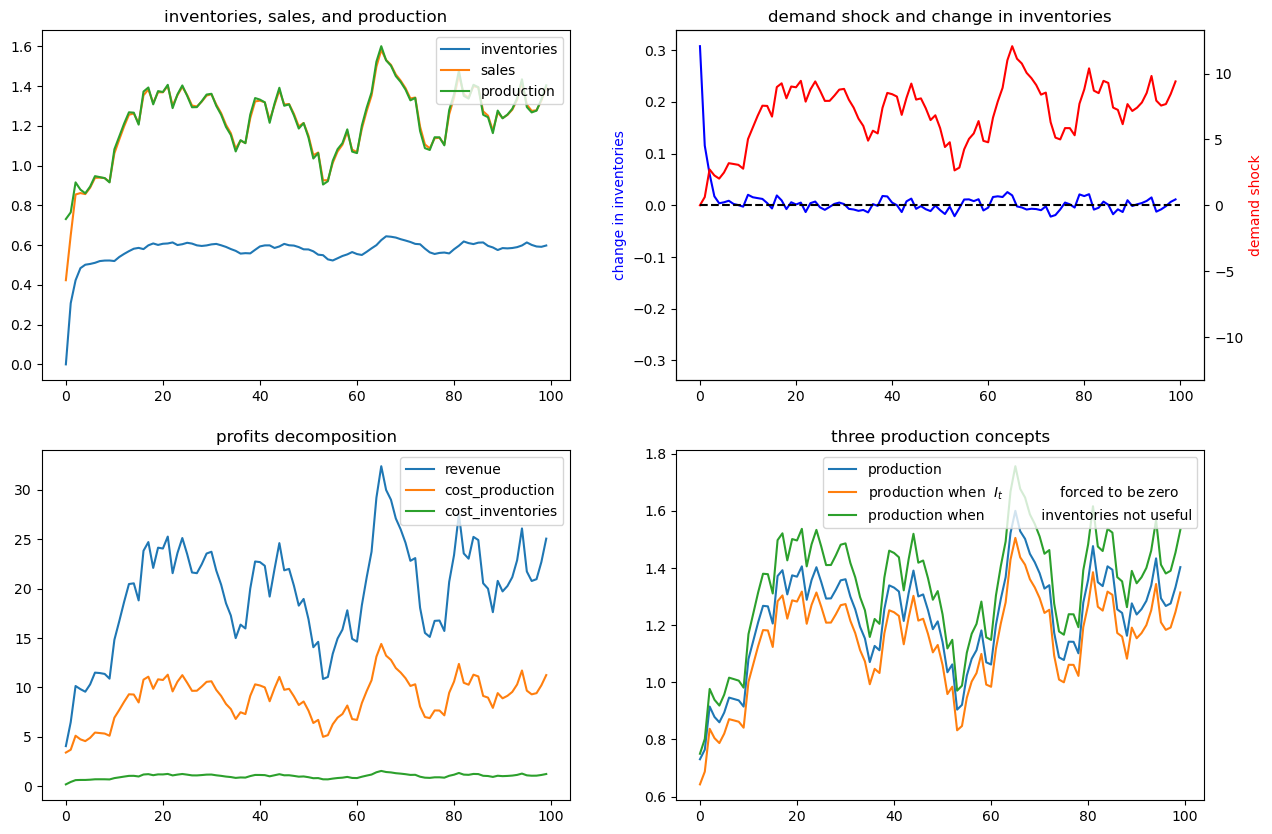 inventories, sales, and production
inventories
sales
production
1.6
1.4
1.2
1.0
0.8
0.6
0.4
0.2
0.0
0 20 40 60 80 100
demand shock and change in inventories
change in inventories
0.3
0.2
0.1
0.0
−0.1
−0.2
−0.3
10
5
0
−5
−10
demand shock
0 20 40 60 80 100
profits decomposition
revenue
cost_production
cost_inventories
30
25
20
15
10
5
0
0 20 40 60 80 100
three production concepts
production
production when I_t forced to be zero
production when inventories not useful
1.8
1.6
1.4
1.2
1.0
0.8
0.6
0 20 40 60 80 100